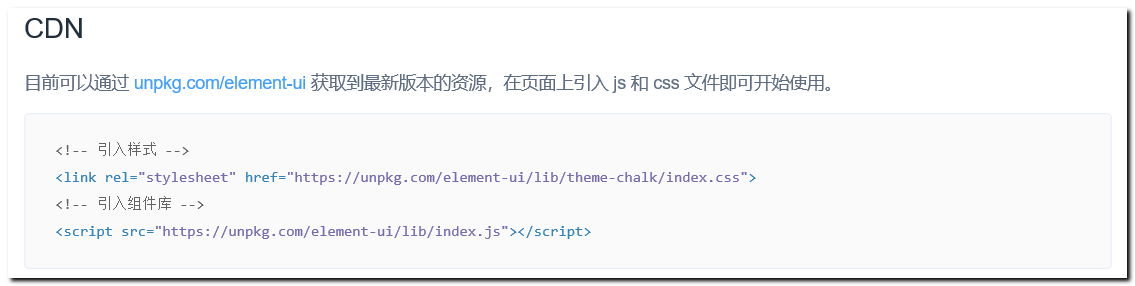 CDN
目前可以通过 unpkg.com/element-ui 获取到最新版本的资源，在页面上引入 js 和 css 文件即可开始使用。
<!-- 引入样式 -->
<link rel="stylesheet" href="https://unpkg.com/element-ui/lib/theme-chalk/index.css">
<!-- 引入组件库 -->
<script src="https://unpkg.com/element-ui/lib/index.js"></script>